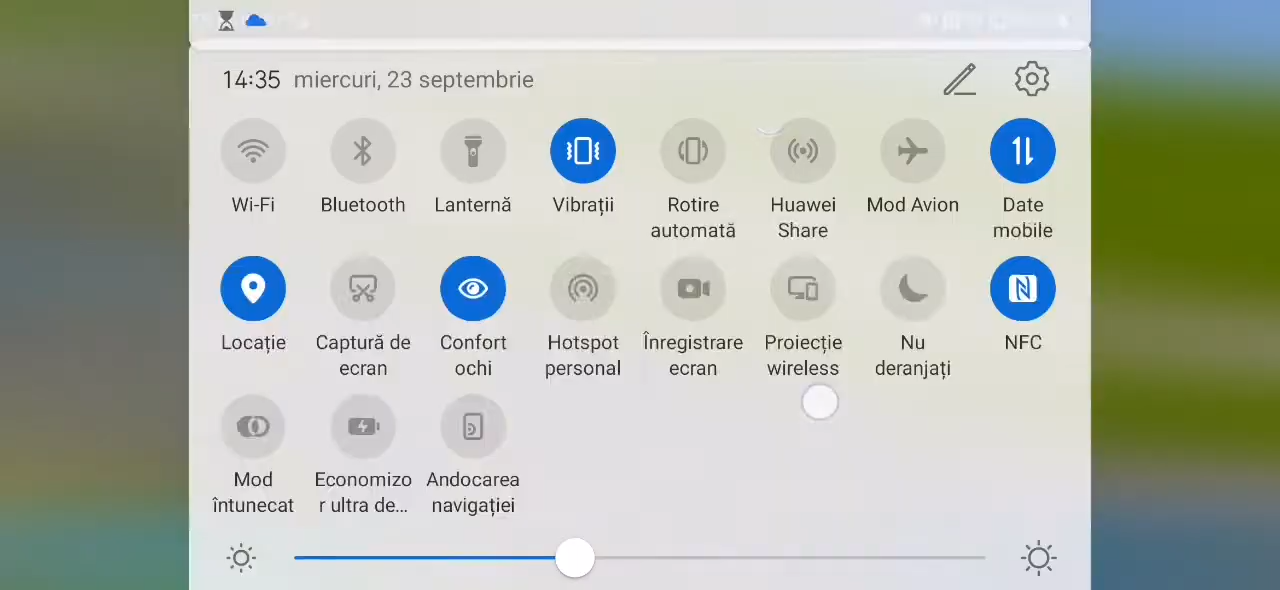 14:35 miercuri, 23 septembrie
Wi-Fi Bluetooth Lanternă Vibrații Rotire Huawei Mod Avion Date
automată Share mobile
Locație Captură de Confort Hotspot Înregistrare Proiecție Nu NFC
ecran ochi personal ecran wireless deranjați
Mod Economizo Andocarea
întunecat r ultra de... navigației